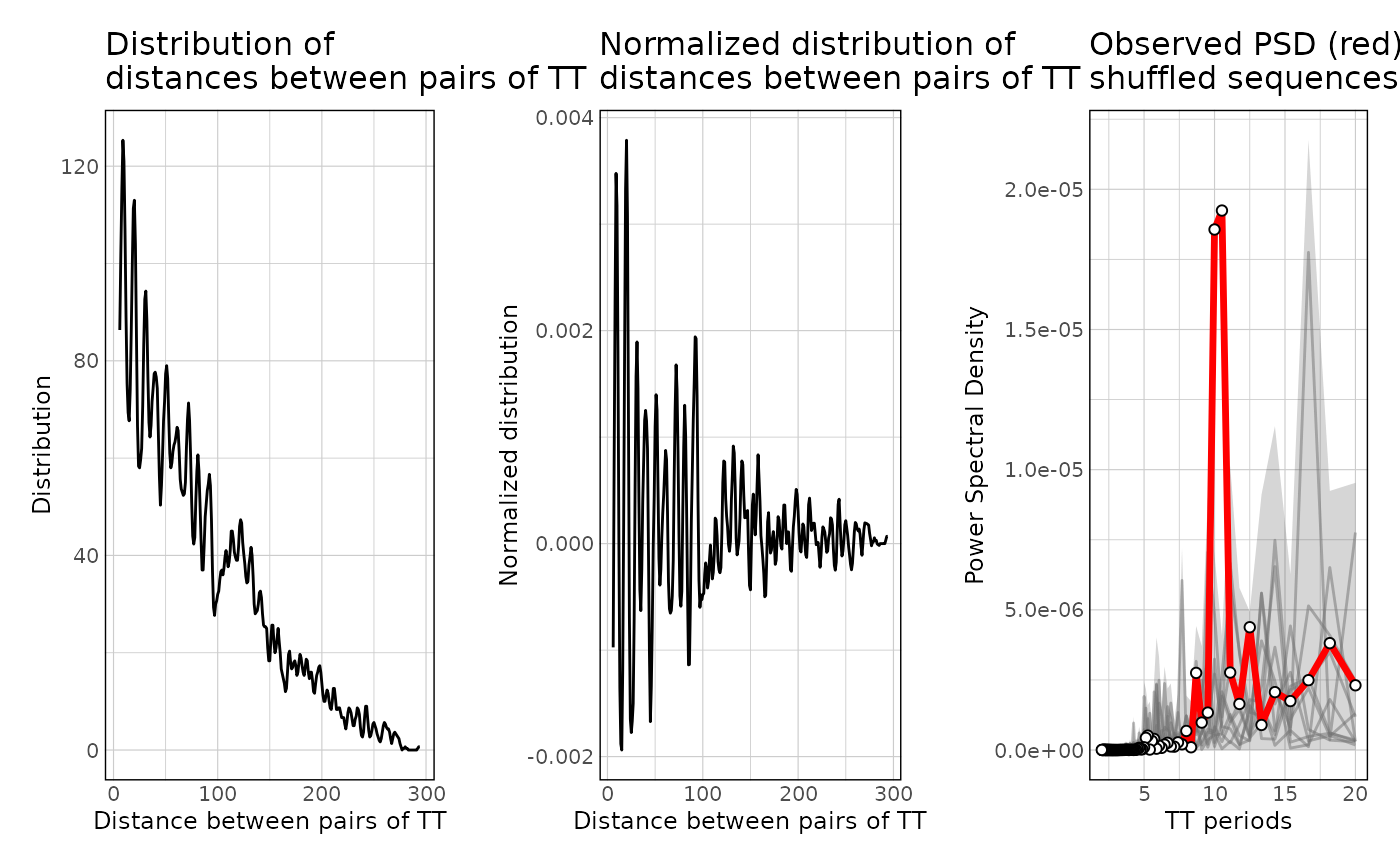 Distribution of
distances between pairs of TT
Normalized distribution of
distances between pairs of TT
Observed PSD (red)
shuffled sequences
Distribution
120
80
40
0
0
100
200
300
Distance between pairs of TT
Normalized distribution
0.004
0.002
0.000
-0.002
0
100
200
300
Distance between pairs of TT
Power Spectral Density
2.0e-05
1.5e-05
1.0e-05
5.0e-06
0.0e+00
5
10
15
20
TT periods